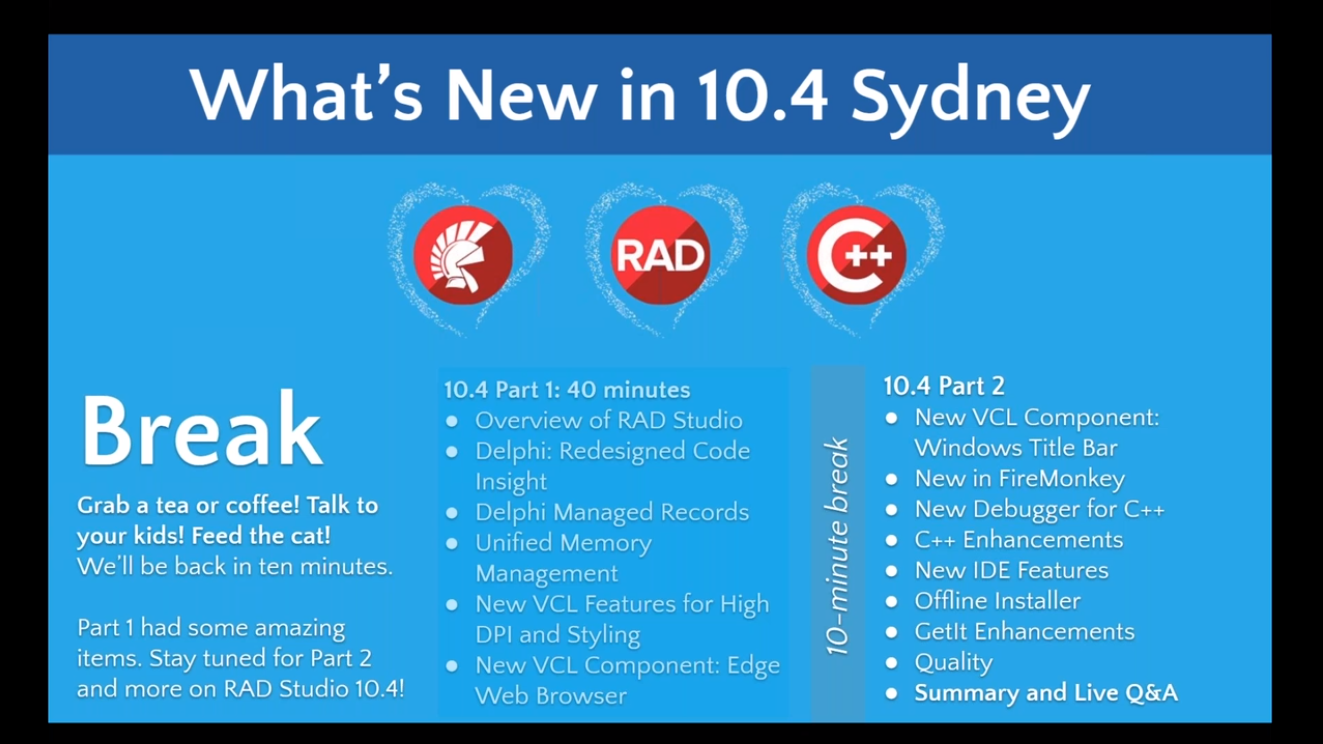 What's New in 10.4 Sydney
RAD
C++
Break
Grab a tea or coffee! Talk to
your kids! Feed the cat!
We'll be back in ten minutes.
Part 1 had some amazing
items. Stay tuned for Part 2
and more on RAD Studio 10.4!
10.4 Part 1: 40 minutes
● Overview of RAD Studio
● Delphi: Redesigned Code
Insight
● Delphi Managed Records
● Unified Memory
Management
● New VCL Features for High
DPI and Styling
● New VCL Component: Edge
Web Browser
10-minute break
10.4 Part 2
● New VCL Component:
Windows Title Bar
● New in FireMonkey
● New Debugger for C++
● C++ Enhancements
● New IDE Features
● Offline Installer
● GetIt Enhancements
● Quality
● Summary and Live Q&A